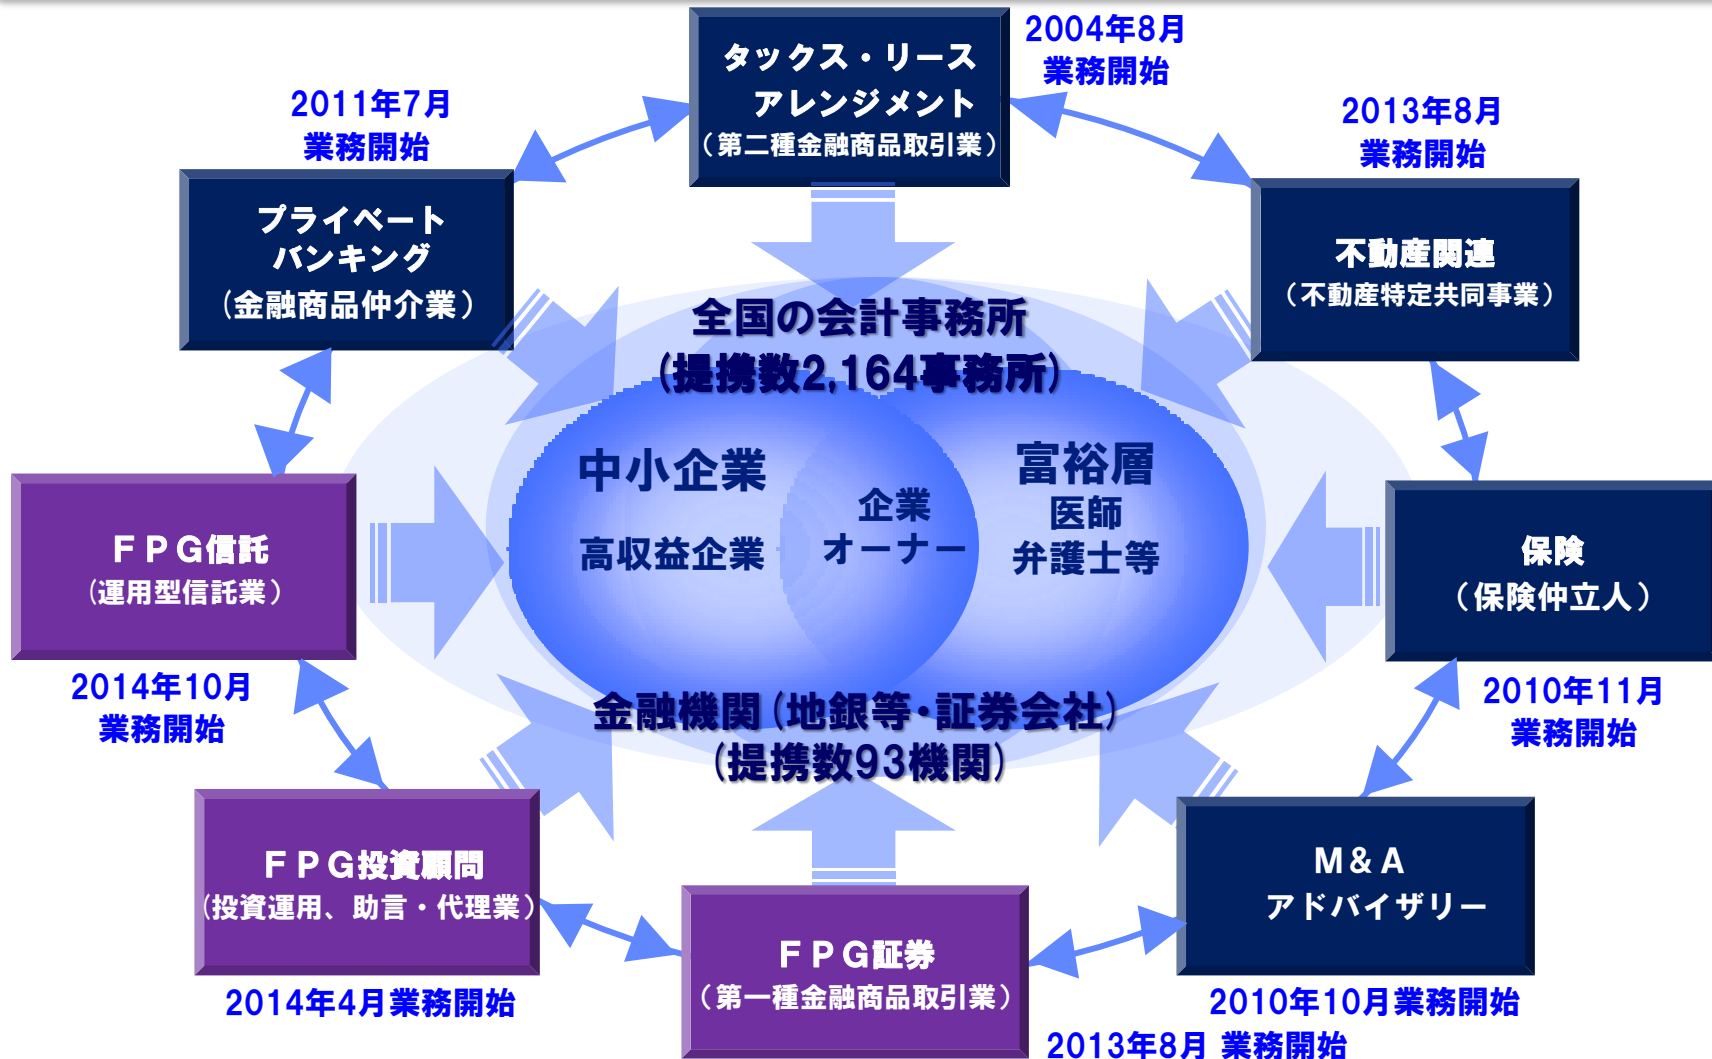 タックス・リース
アレンジメント
（第二種金融商品取引業）
2004年8月
業務開始
2011年7月
業務開始
プライベート
バンキング
（金融商品仲介業）
2013年8月
業務開始
不動産関連
（不動産特定共同事業）
全国の会計事務所
(提携数2,164事務所)
中小企業
高収益企業
企業
オーナー
富裕層
医師
弁護士等
ＦＰＧ信託
（運用型信託業）
2014年10月
業務開始
保険
（保険仲立人）
2010年11月
業務開始
金融機関(地銀等・証券会社)
(提携数93機関)
ＦＰＧ投資顧問
（投資運用、助言・代理業）
2014年4月業務開始
ＦＰＧ証券
（第一種金融商品取引業）
2013年8月 業務開始
Ｍ＆Ａ
アドバイザリー
2010年10月業務開始